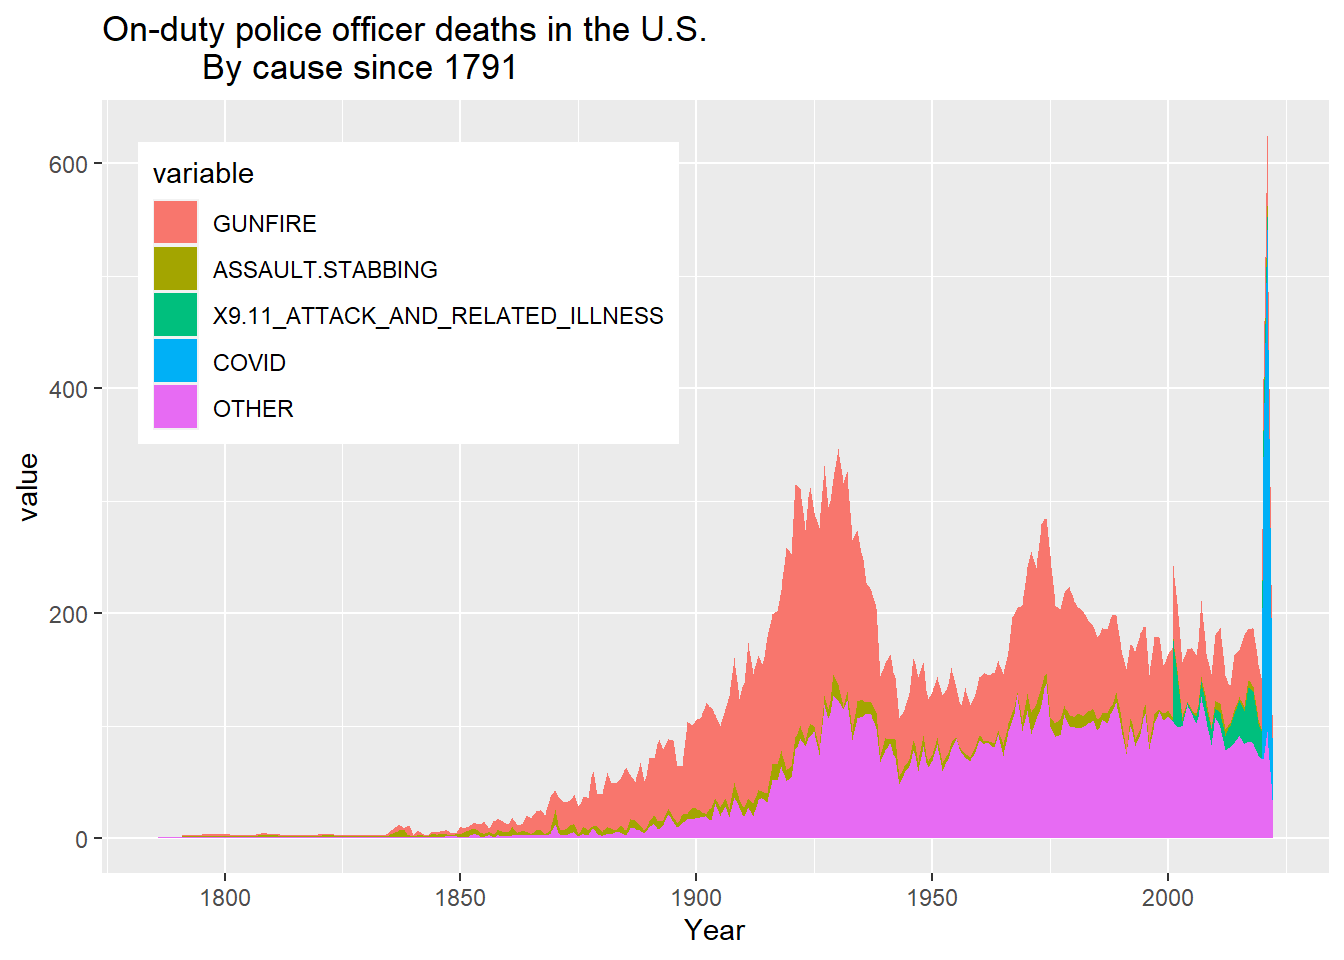 On-duty police officer deaths in the U.S.
By cause since 1791
600
400
200
0
value
variable
GUNFIRE
ASSAULT.STABBING
X9.11_ATTACK_AND_RELATED_ILLNESS
COVID
OTHER
1800
1850
1900
1950
2000
Year